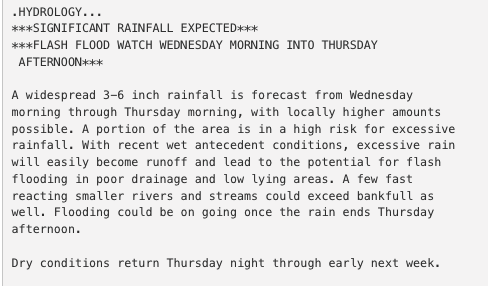 .HYDROLOGY...
***SIGNIFICANT RAINFALL EXPECTED***
***FLASH FLOOD WATCH WEDNESDAY MORNING INTO THURSDAY
AFTERNOON***
A widespread 3-6 inch rainfall is forecast from Wednesday
morning through Thursday morning, with locally higher amounts
possible. A portion of the area is in a high risk for excessive
rainfall. With recent wet antecedent conditions, excessive rain
will easily become runoff and lead to the potential for flash
flooding in poor drainage and low lying areas. A few fast
reacting smaller rivers and streams could exceed bankfull as
well. Flooding could be on going once the rain ends Thursday
afternoon.
Dry conditions return Thursday night through early next week.